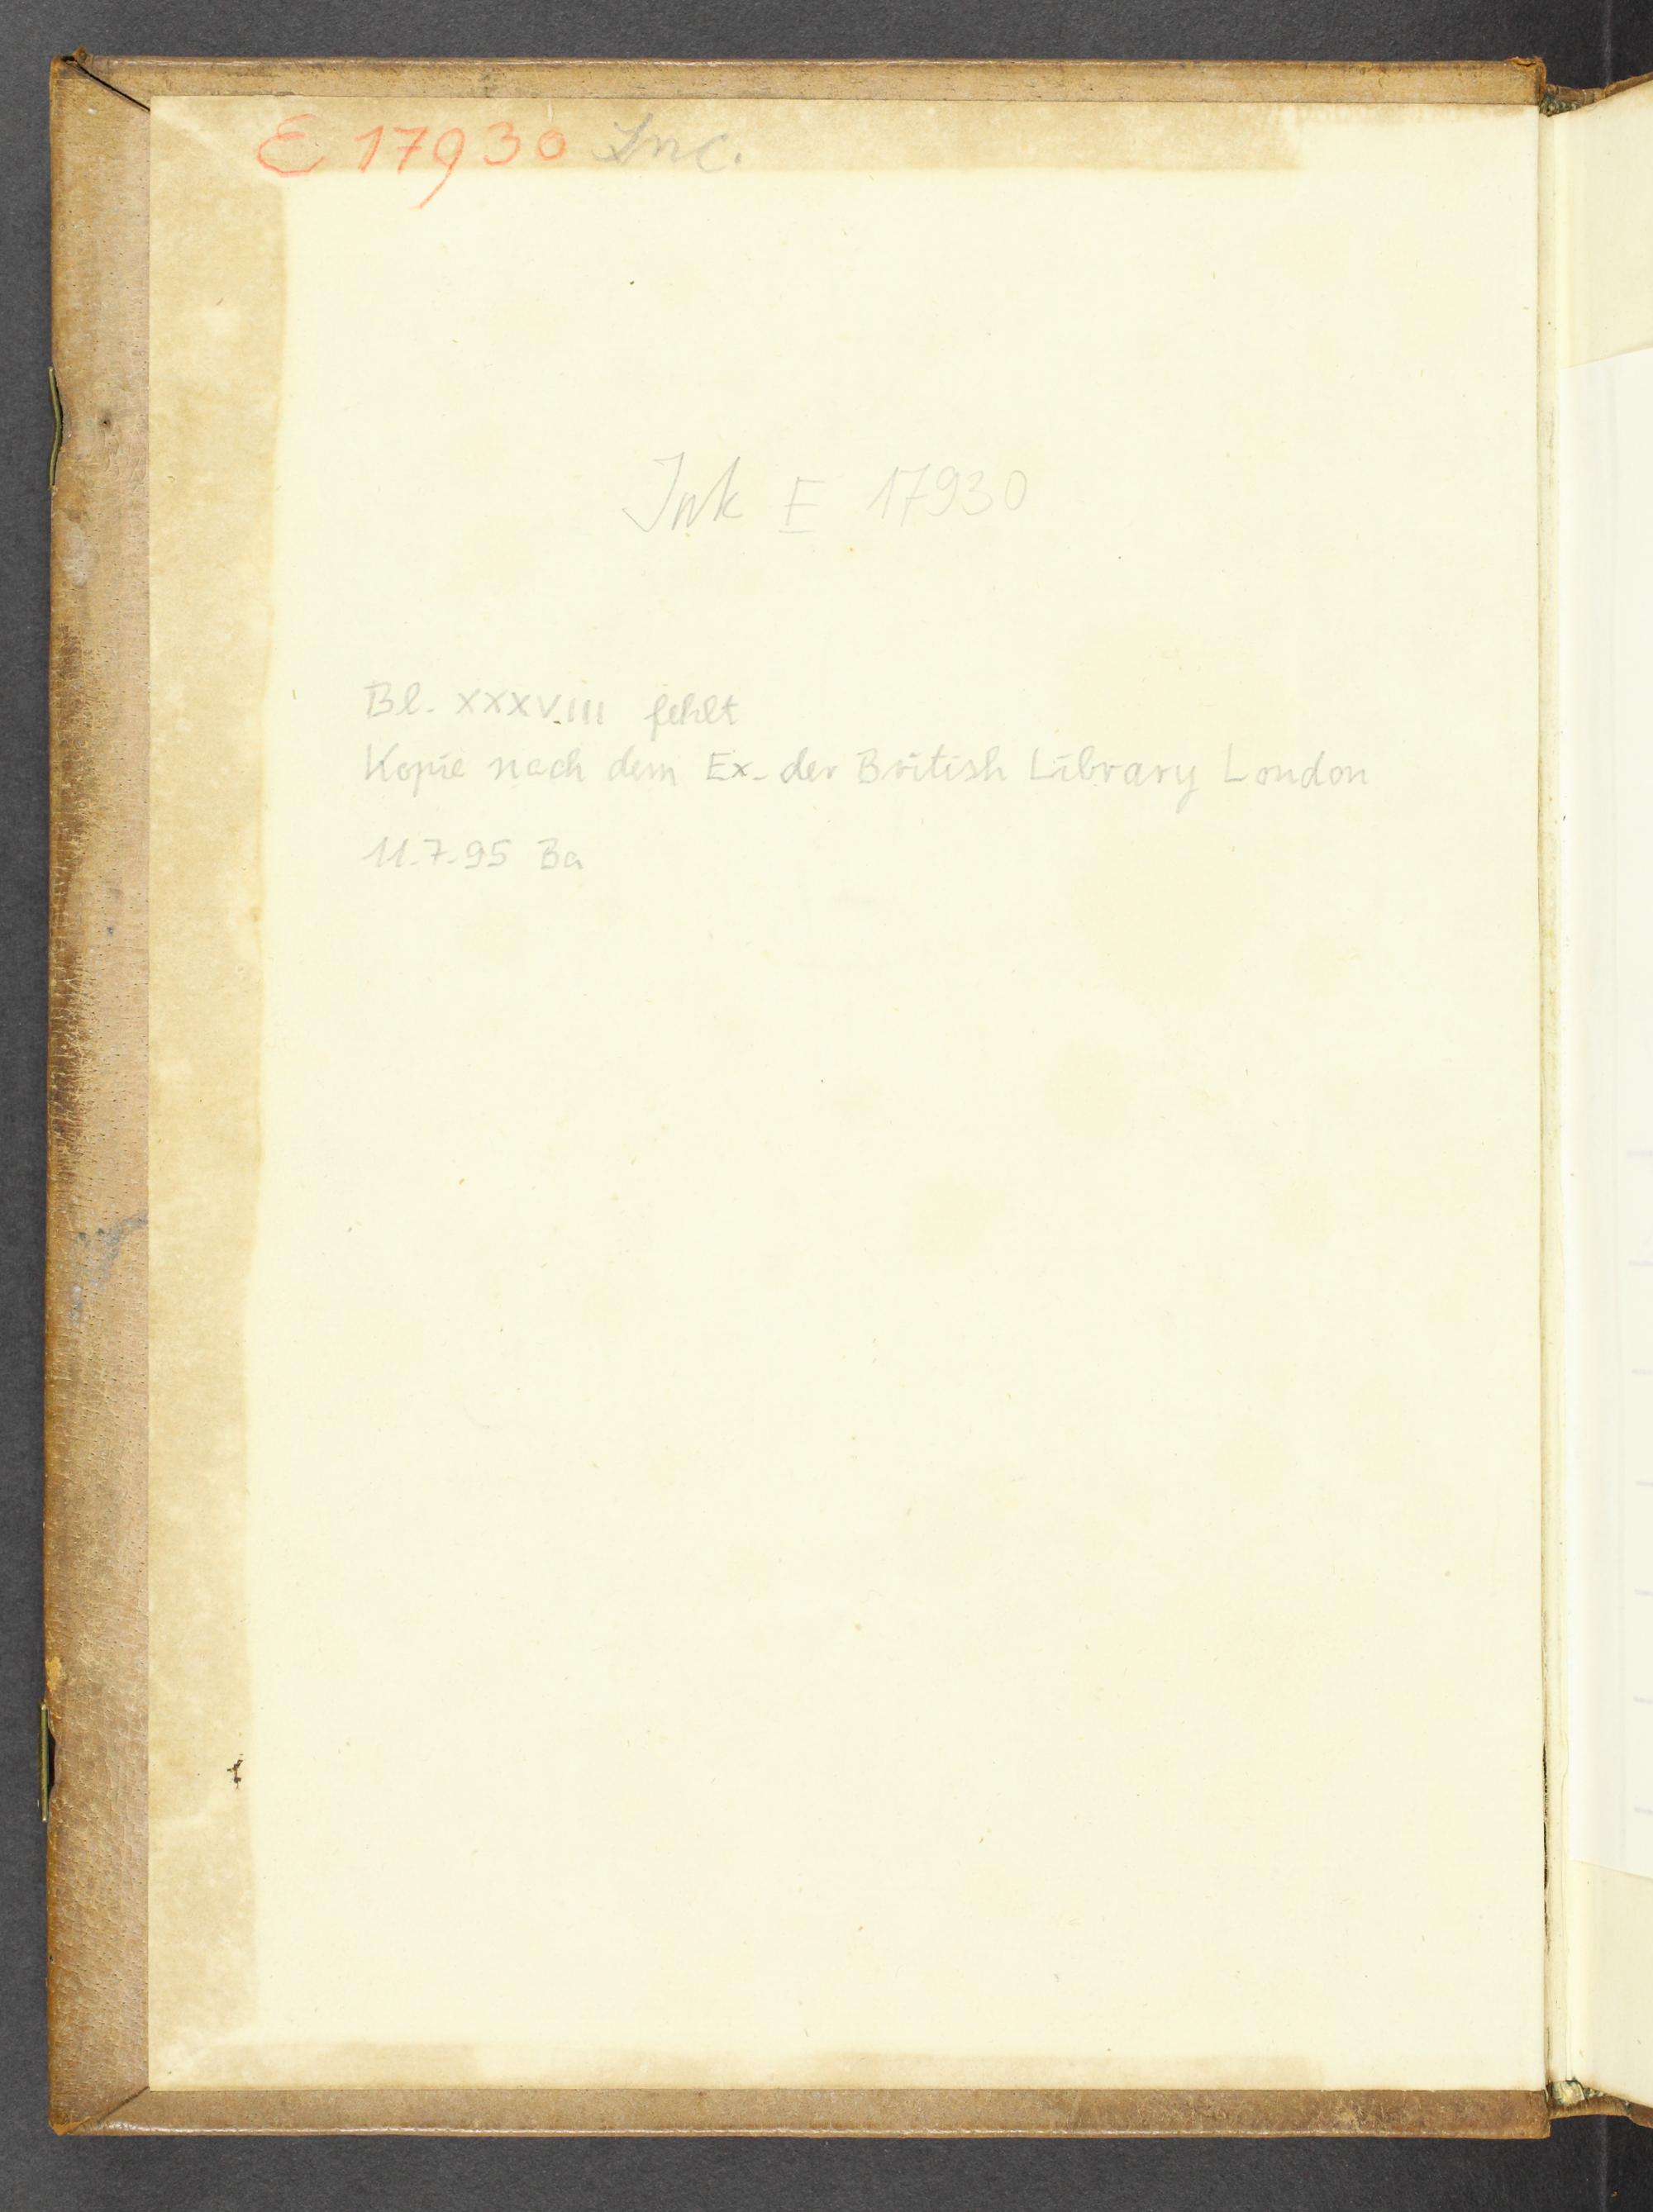 E 17930 Inc.
Ink E 17930
Bl. XXXVIII fehlt
Kopie nach dem Ex. der British Library London
11.7.95 Ba